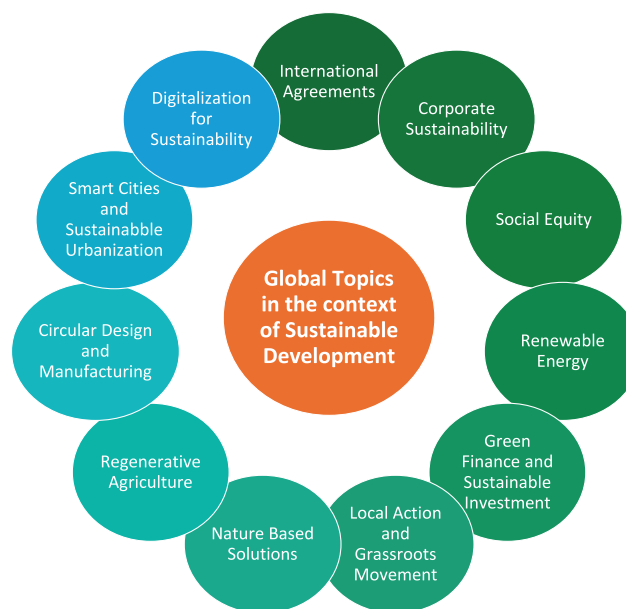 International
Agreements
Corporate
Sustainability
Social Equity
Renewable
Energy
Green
Finance and
Sustainable
Investment
Local Action
and
Grassroots
Movement
Nature Based
Solutions
Regenerative
Agriculture
Circular Design
and
Manufacturing
Smart Cities
and
Sustainabble
Urbanization
Digitalization
for
Sustainability
Global Topics
in the context
of Sustainable
Development